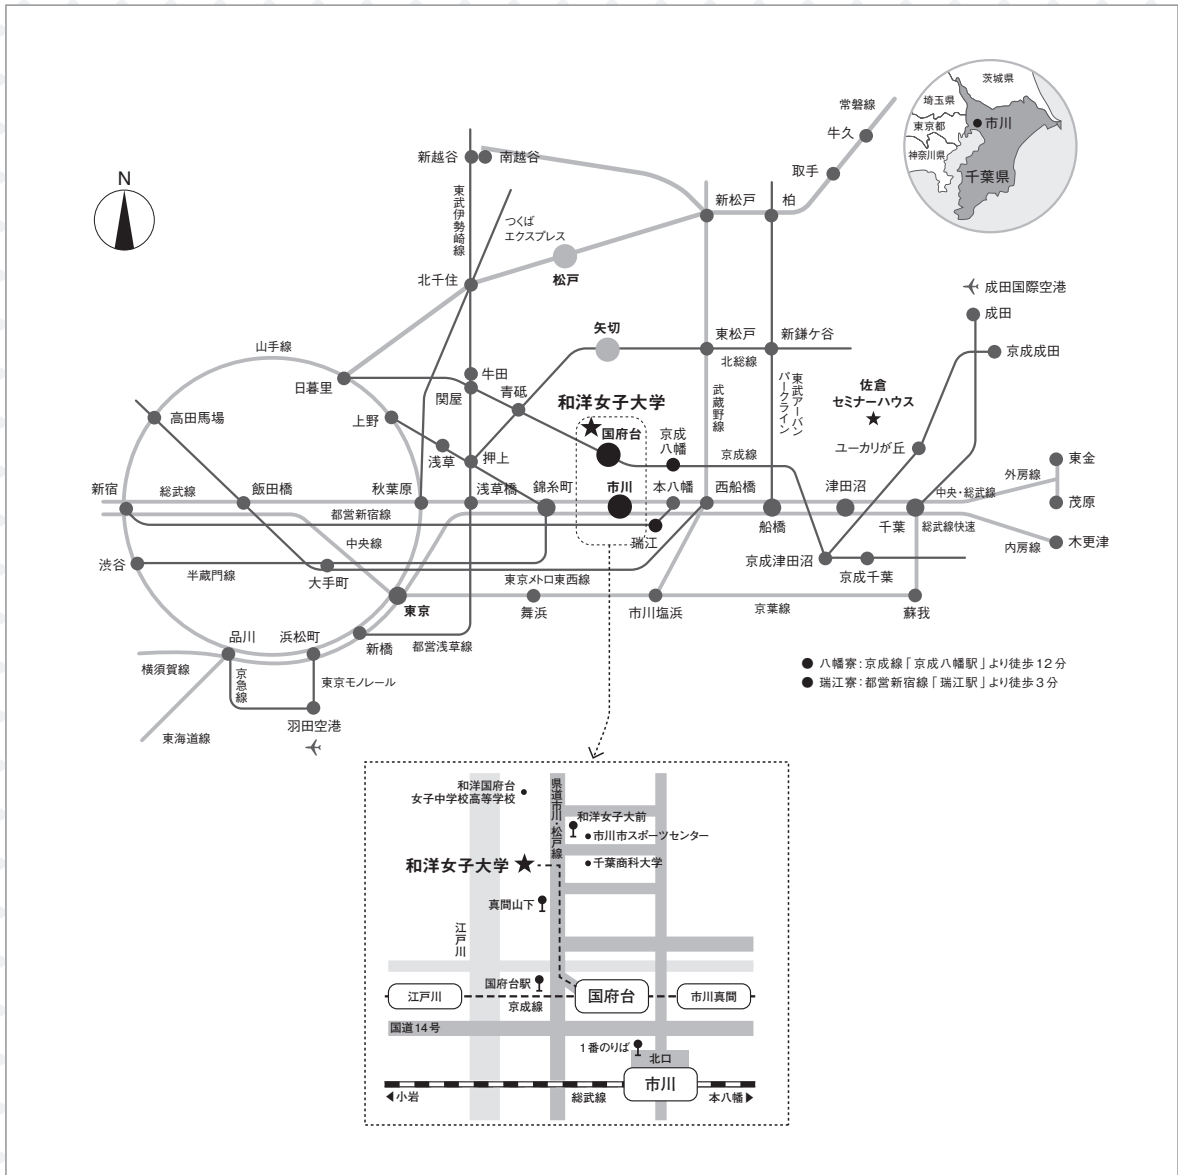 茨城県
埼玉県
東京都
市川
神奈川県
千葉県
N
常磐線
牛久
取手
新越谷
南越谷
新松戸
柏
東武伊勢崎線
つくば
エクスプレス
北千住
松戸
成田国際空港
成田
矢切
東松戸
新鎌ケ谷
北総線
京成成田
山手線
日暮里
牛田
関屋
青砥
武蔵野線
東武アーバン
パークライン
佐倉
セミナーハウス
高田馬場
上野
和洋女子大学
国府台
京成
八幡
京成線
ユーカリが丘
浅草
押上
東金
外房線
新宿
総武線
飯田橋
秋葉原
浅草橋
錦糸町
市川
本八幡
西船橋
津田沼
中央・総武線
茂原
都営新宿線
船橋
千葉
総武線快速
中央線
瑞江
木更津
内房線
渋谷
半蔵門線
大手町
京成津田沼
京成千葉
東京メトロ東西線
東京
舞浜
市川塩浜
京葉線
蘇我
品川
浜松町
新橋
都営浅草線
横須賀線
京急線
東京モノレール
東海道線
羽田空港
●八幡寮:京成線「京成八幡駅」より徒歩12分
●瑞江寮:都営新宿線「瑞江駅」より徒歩3分
和洋国府台
女子中学校高等学校
県道市川・松戸線
和洋女子大前
市川市スポーツセンター
和洋女子大学
千葉商科大学
真間山下
江戸川
国府台駅
江戸川
京成線
国府台
市川真間
国道14号
1番のりば
北口
市川
◀小岩
総武線
本八幡▶